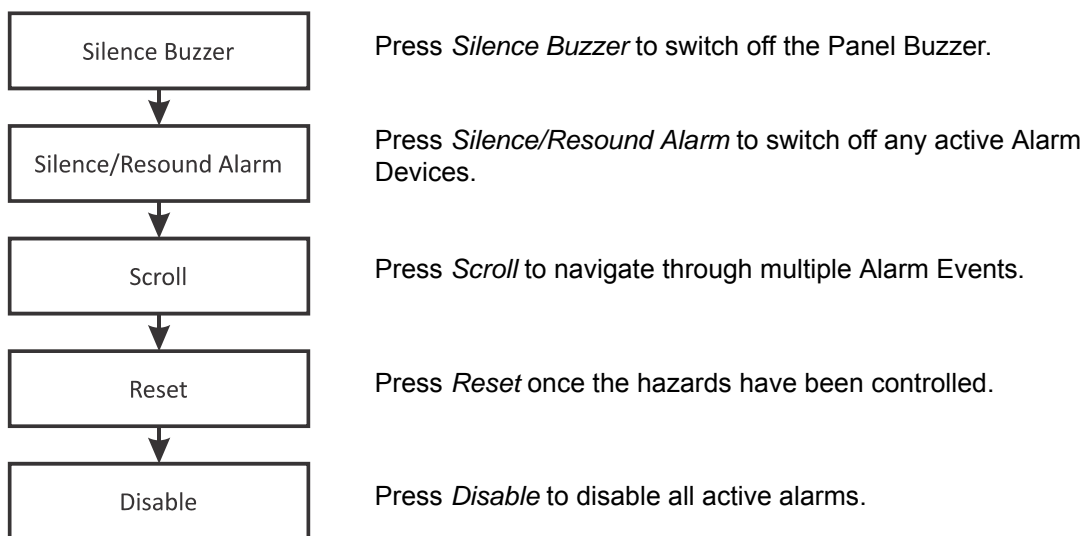 Silence Buzzer
Press Silence Buzzer to switch off the Panel Buzzer.
Silence/Resound Alarm
Press Silence/Resound Alarm to switch off any active Alarm
Devices.
Scroll
Press Scroll to navigate through multiple Alarm Events.
Reset
Press Reset once the hazards have been controlled.
Disable
Press Disable to disable all active alarms.